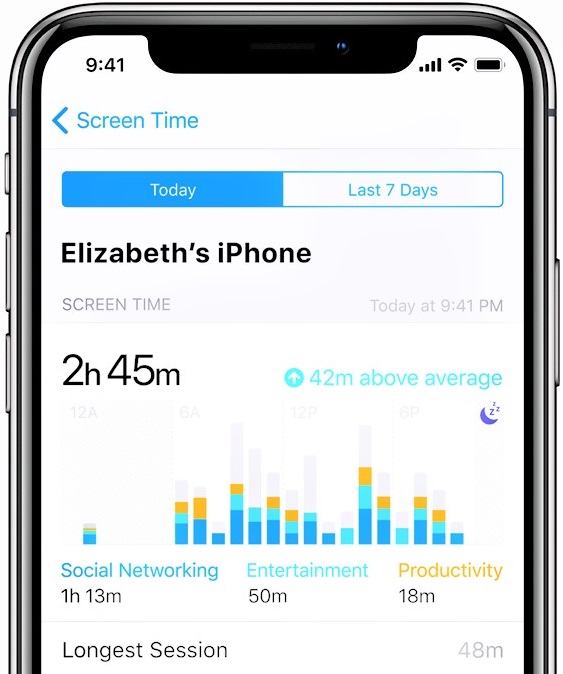 9:41
Screen Time
Today Last 7 Days
Elizabeth's iPhone
SCREEN TIME Today at 9:41 PM
2h 45m 42m above average
12A 6A 12P 6P zz
Social Networking Entertainment Productivity
1h 13m 50m 18m
Longest Session 48m